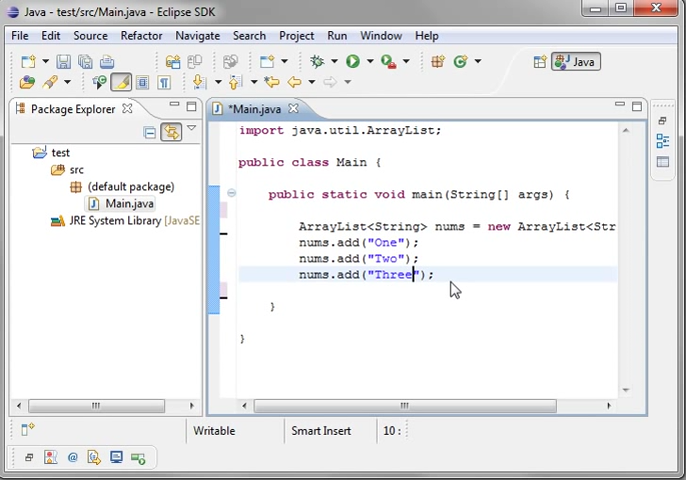 Java - test/src/Main.java - Eclipse SDK
File Edit Source Refactor Navigate Search Project Run Window Help
Java
Package Explorer
*Main.java
test
src
(default package)
Main.java
JRE System Library [JavaSE
import java.util.ArrayList;
public class Main {
public static void main(String[] args) {
ArrayList<String> nums = new ArrayList<Str
nums.add("One");
nums.add("Two");
nums.add("Three");
}
}
Writable Smart Insert 10 :